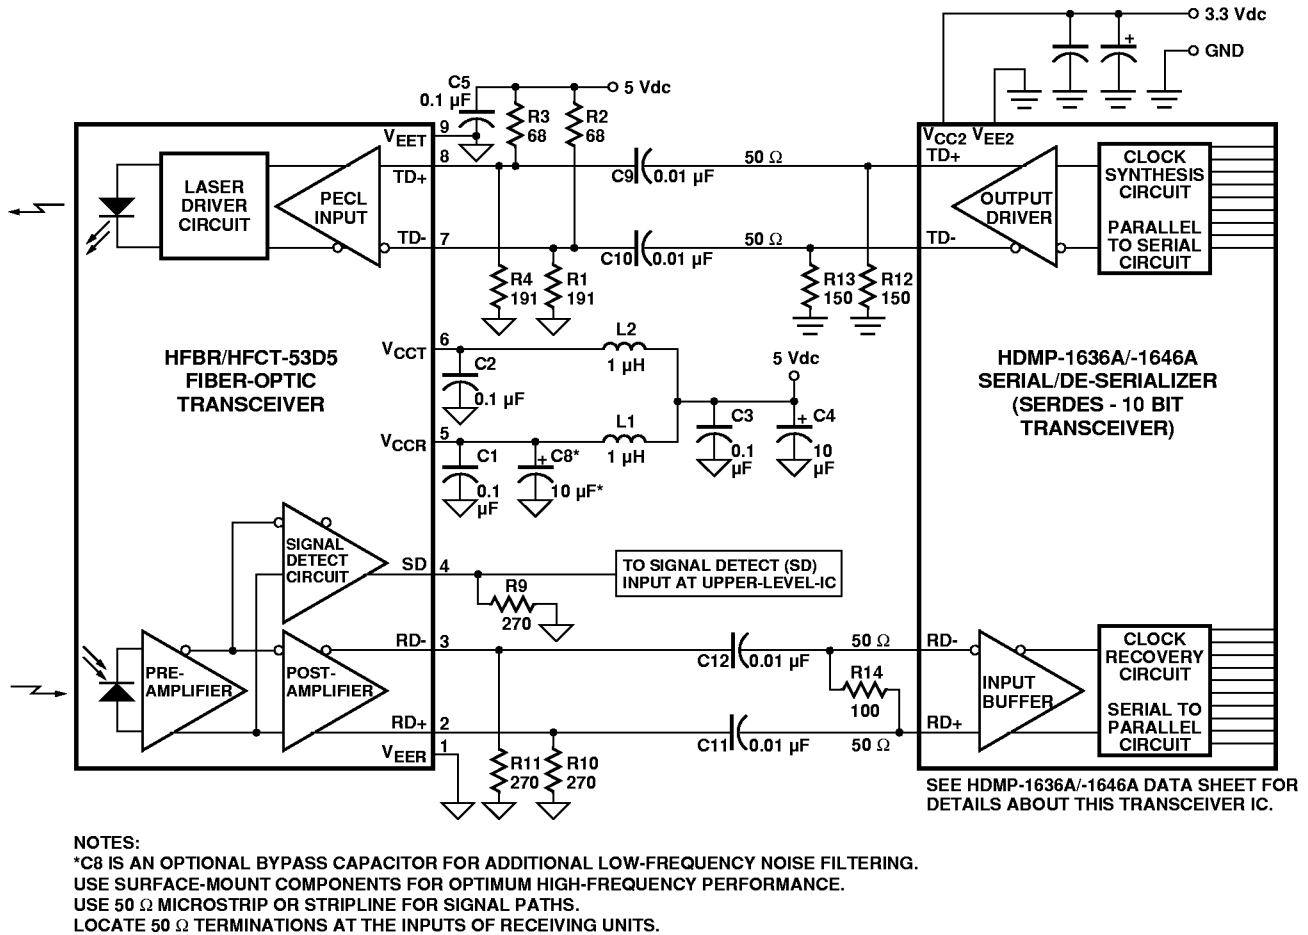 3.3 Vdc
GND
C5
0.1 µF
5 Vdc
R3
68
R2
68
9
VEET
VCC2 VEE2
8
TD+
C9
0.01 µF
50 Ω
TD+
LASER
DRIVER
CIRCUIT
PECL
INPUT
OUTPUT
DRIVER
CLOCK
SYNTHESIS
CIRCUIT
PARALLEL
TO SERIAL
CIRCUIT
TD-
7
C10
0.01 µF
50 Ω
TD-
R4
191
R1
191
R13
150
R12
150
HFBR/HFCT-53D5
FIBER-OPTIC
TRANSCEIVER
VCCT
6
L2
1 µH
C2
0.1 µF
5 Vdc
HDMP-1636A/-1646A
SERIAL/DE-SERIALIZER
(SERDES - 10 BIT
TRANSCEIVER)
VCCR
5
L1
1 µH
C1
0.1
µF
+ C8*
10 µF*
C3
0.1
µF
+ C4
10
µF
+
SIGNAL
DETECT
CIRCUIT
SD
4
R9
270
TO SIGNAL DETECT (SD)
INPUT AT UPPER-LEVEL-IC
RD-
3
C12
0.01 µF
50 Ω
RD-
PRE-
AMPLIFIER
POST-
AMPLIFIER
R14
100
INPUT
BUFFER
CLOCK
RECOVERY
CIRCUIT
SERIAL TO
PARALLEL
CIRCUIT
RD+
2
C11
0.01 µF
50 Ω
RD+
VEER
1
R11
270
R10
270
SEE HDMP-1636A/-1646A DATA SHEET FOR
DETAILS ABOUT THIS TRANSCEIVER IC.
NOTES:
*C8 IS AN OPTIONAL BYPASS CAPACITOR FOR ADDITIONAL LOW-FREQUENCY NOISE FILTERING.
USE SURFACE-MOUNT COMPONENTS FOR OPTIMUM HIGH-FREQUENCY PERFORMANCE.
USE 50 Ω MICROSTRIP OR STRIPLINE FOR SIGNAL PATHS.
LOCATE 50 Ω TERMINATIONS AT THE INPUTS OF RECEIVING UNITS.